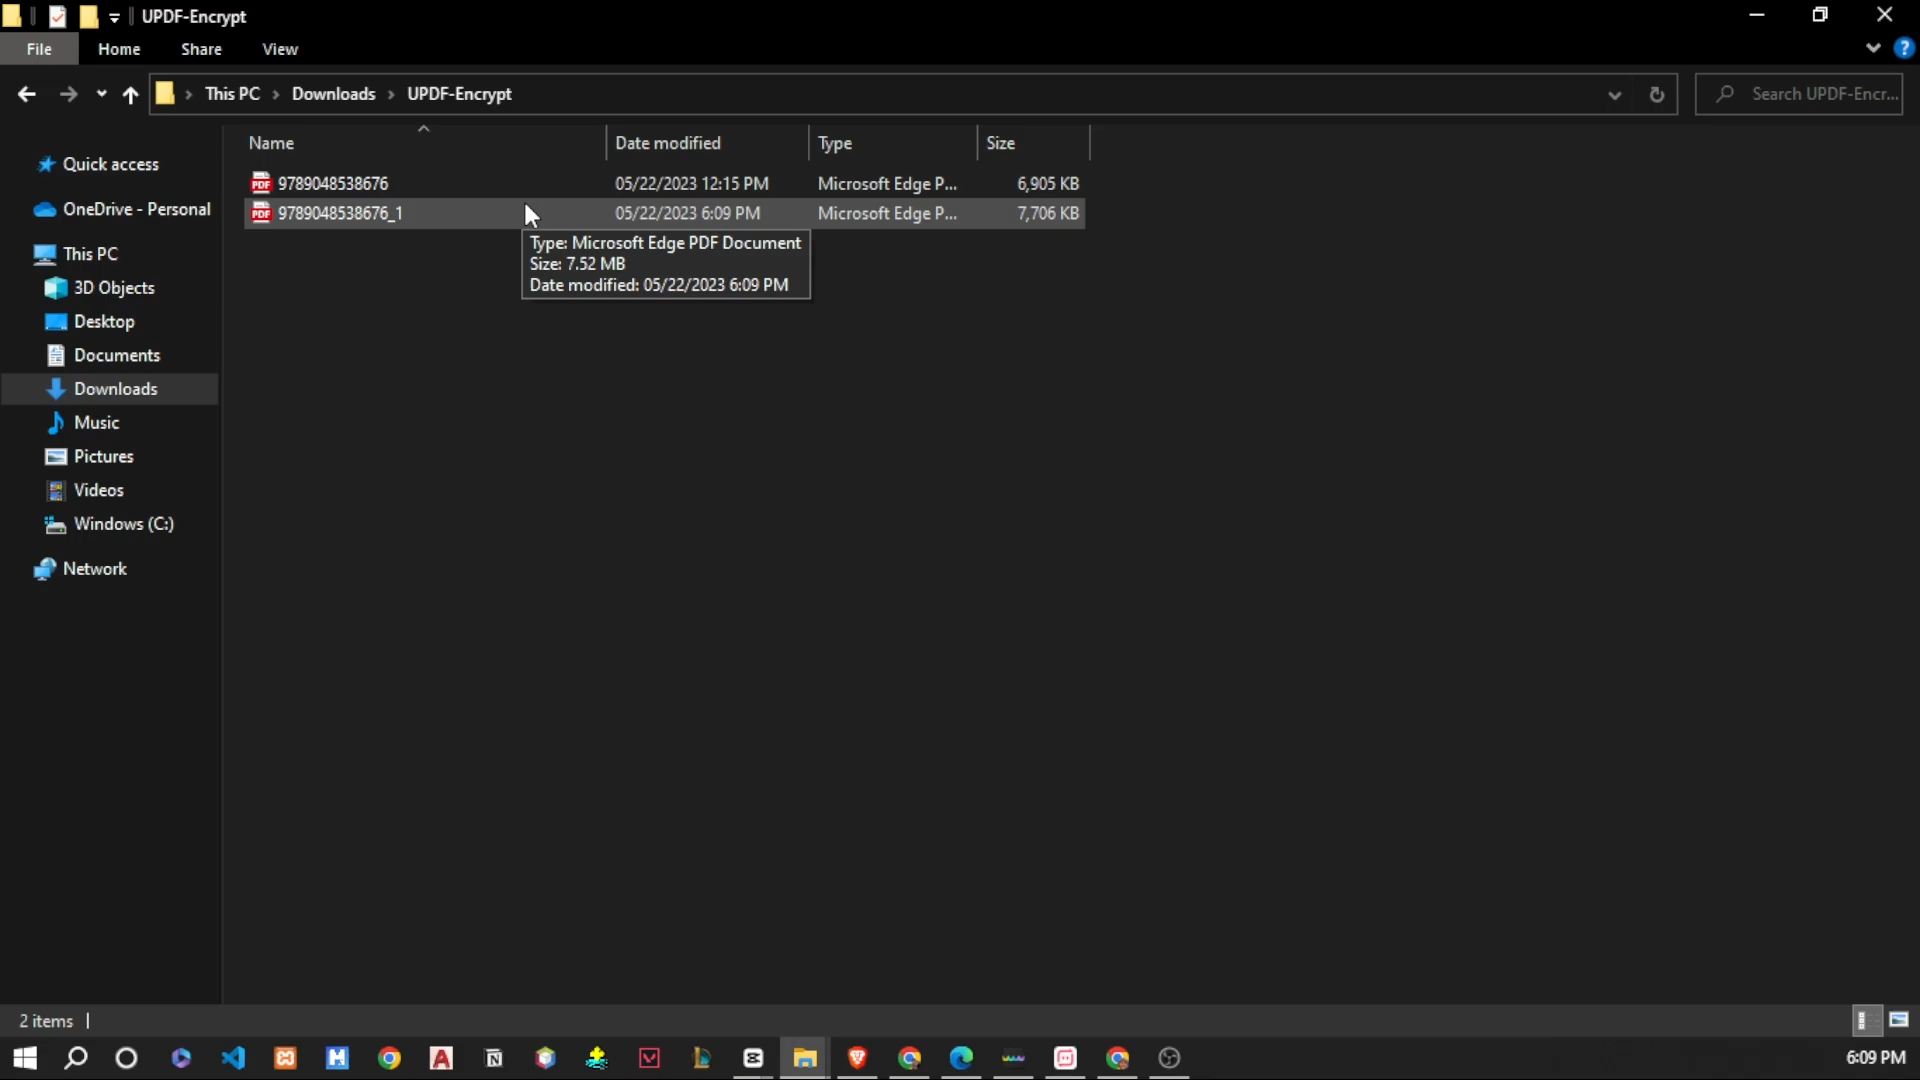 UPDF-Encrypt
File Home Share View
This PC Downloads UPDF-Encrypt
Search UPDF-Encr...
Name Date modified Type Size
Quick access
9789048538676 05/22/2023 12:15 PM Microsoft Edge P... 6,905 KB
9789048538676_1 05/22/2023 6:09 PM Microsoft Edge P... 7,706 KB
OneDrive - Personal
Type: Microsoft Edge PDF Document
Size: 7.52 MB
Date modified: 05/22/2023 6:09 PM
This PC
3D Objects
Desktop
Documents
Downloads
Music
Pictures
Videos
Windows (C:)
Network
2 items
6:09 PM